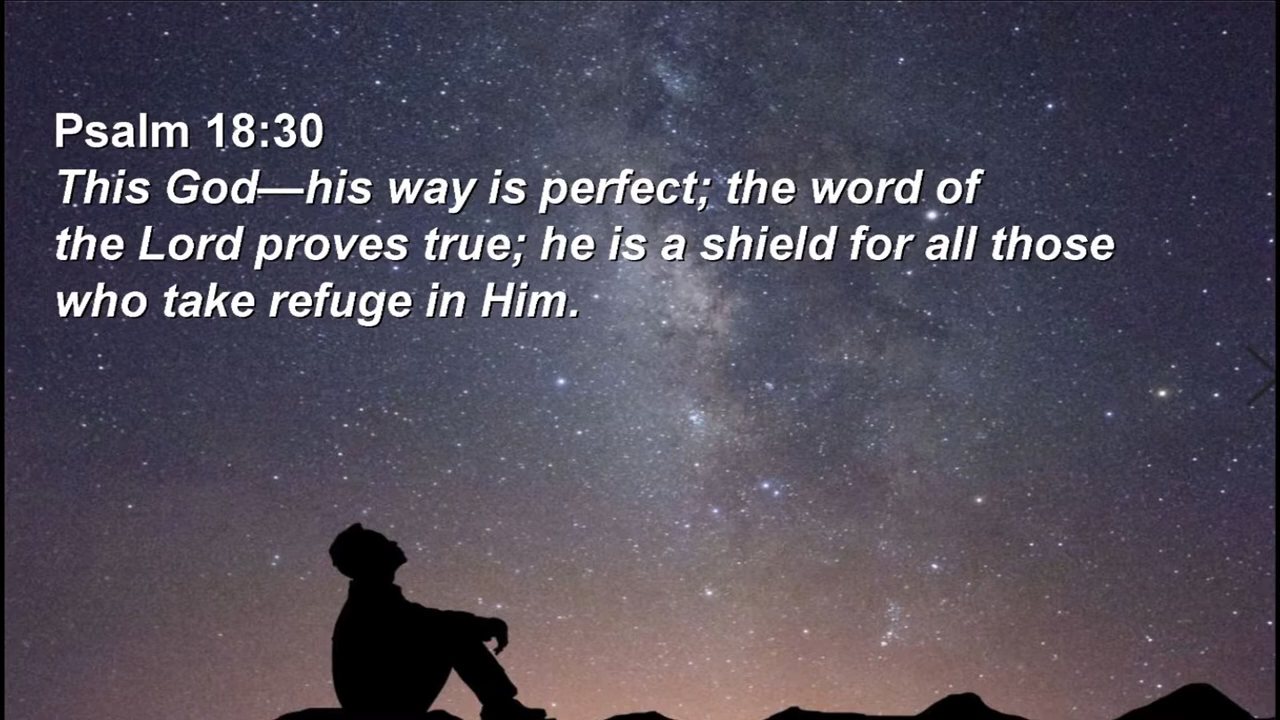 Psalm 18:30
This God—his way is perfect; the word of
the Lord proves true; he is a shield for all those
who take refuge in Him.